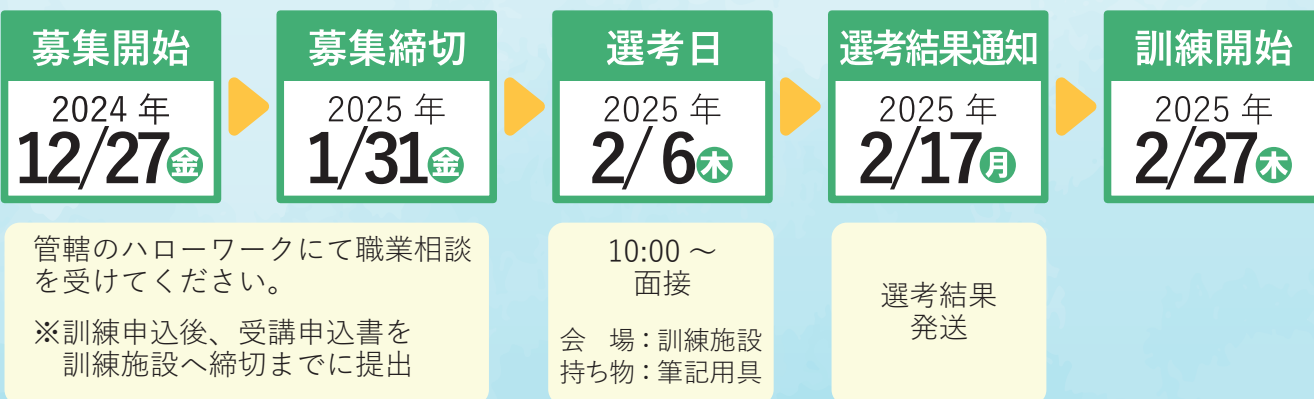 募集開始
2024 年
12/27金
募集締切
2025 年
1/31金
選考日
2025 年
2/6木
選考結果通知
2025 年
2/17月
訓練開始
2025 年
2/27木
管轄のハローワークにて職業相談
を受けてください。
※訓練申込後、受講申込書を
訓練施設へ締切までに提出
10:00 ～
面接
会　場：訓練施設
持ち物：筆記用具
選考結果
発送